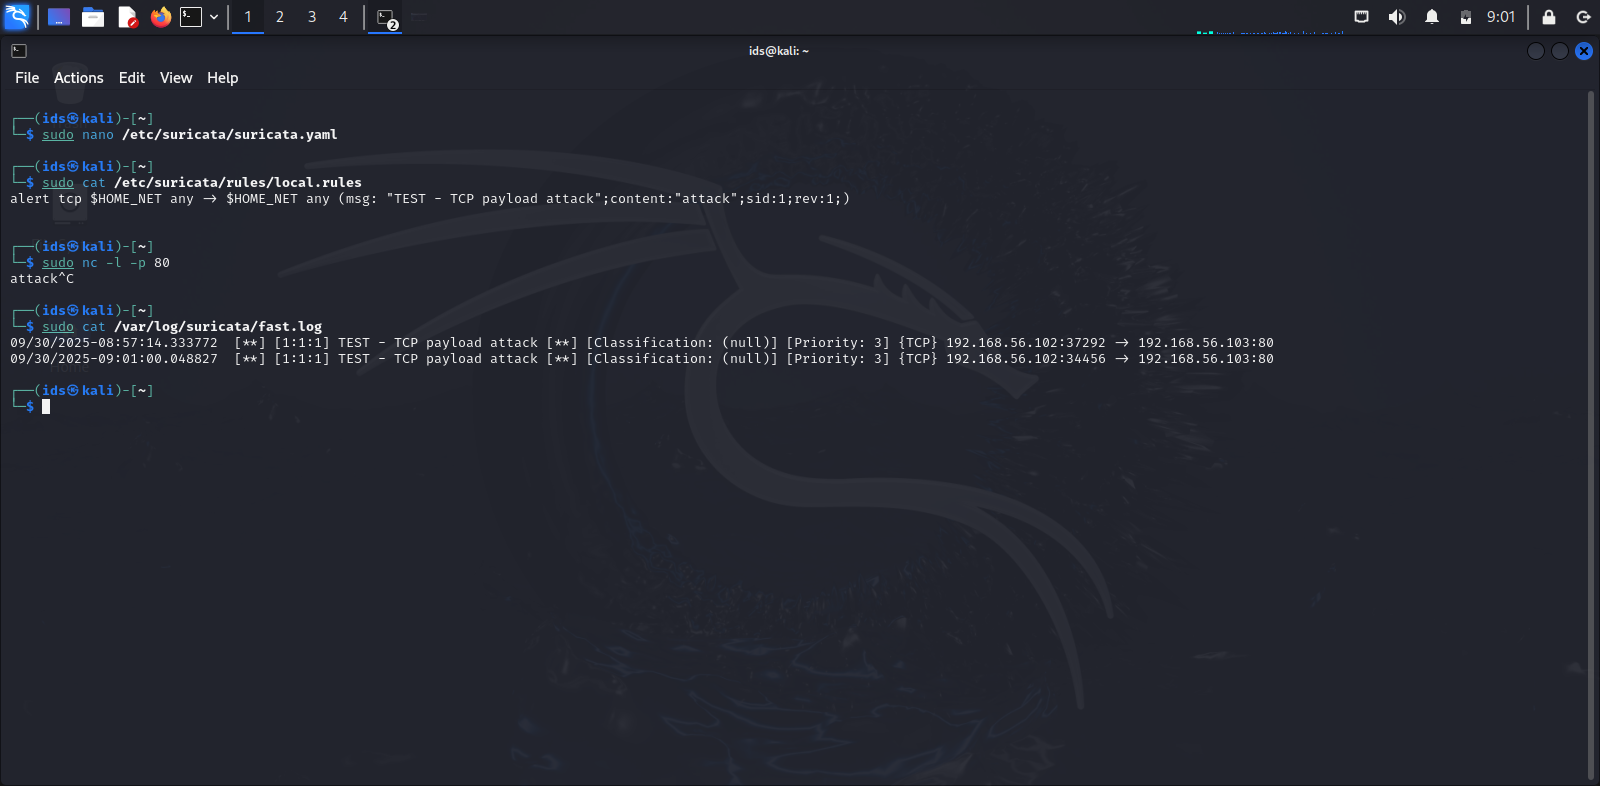 1 2 3 4 2 9:01
ids@kali: ~
File Actions Edit View Help
┌──(ids㉿kali)-[~]
└─$ sudo nano /etc/suricata/suricata.yaml
┌──(ids㉿kali)-[~]
└─$ sudo cat /etc/suricata/rules/local.rules
alert tcp $HOME_NET any -> $HOME_NET any (msg: "TEST - TCP payload attack";content:"attack";sid:1;rev:1;)
┌──(ids㉿kali)-[~]
└─$ sudo nc -l -p 80
attack^C
┌──(ids㉿kali)-[~]
└─$ sudo cat /var/log/suricata/fast.log
09/30/2025-08:57:14.333772  [**] [1:1:1] TEST - TCP payload attack [**] [Classification: (null)] [Priority: 3] {TCP} 192.168.56.102:37292 -> 192.168.56.103:80
09/30/2025-09:01:00.048827  [**] [1:1:1] TEST - TCP payload attack [**] [Classification: (null)] [Priority: 3] {TCP} 192.168.56.102:34456 -> 192.168.56.103:80
Home
┌──(ids㉿kali)-[~]
└─$